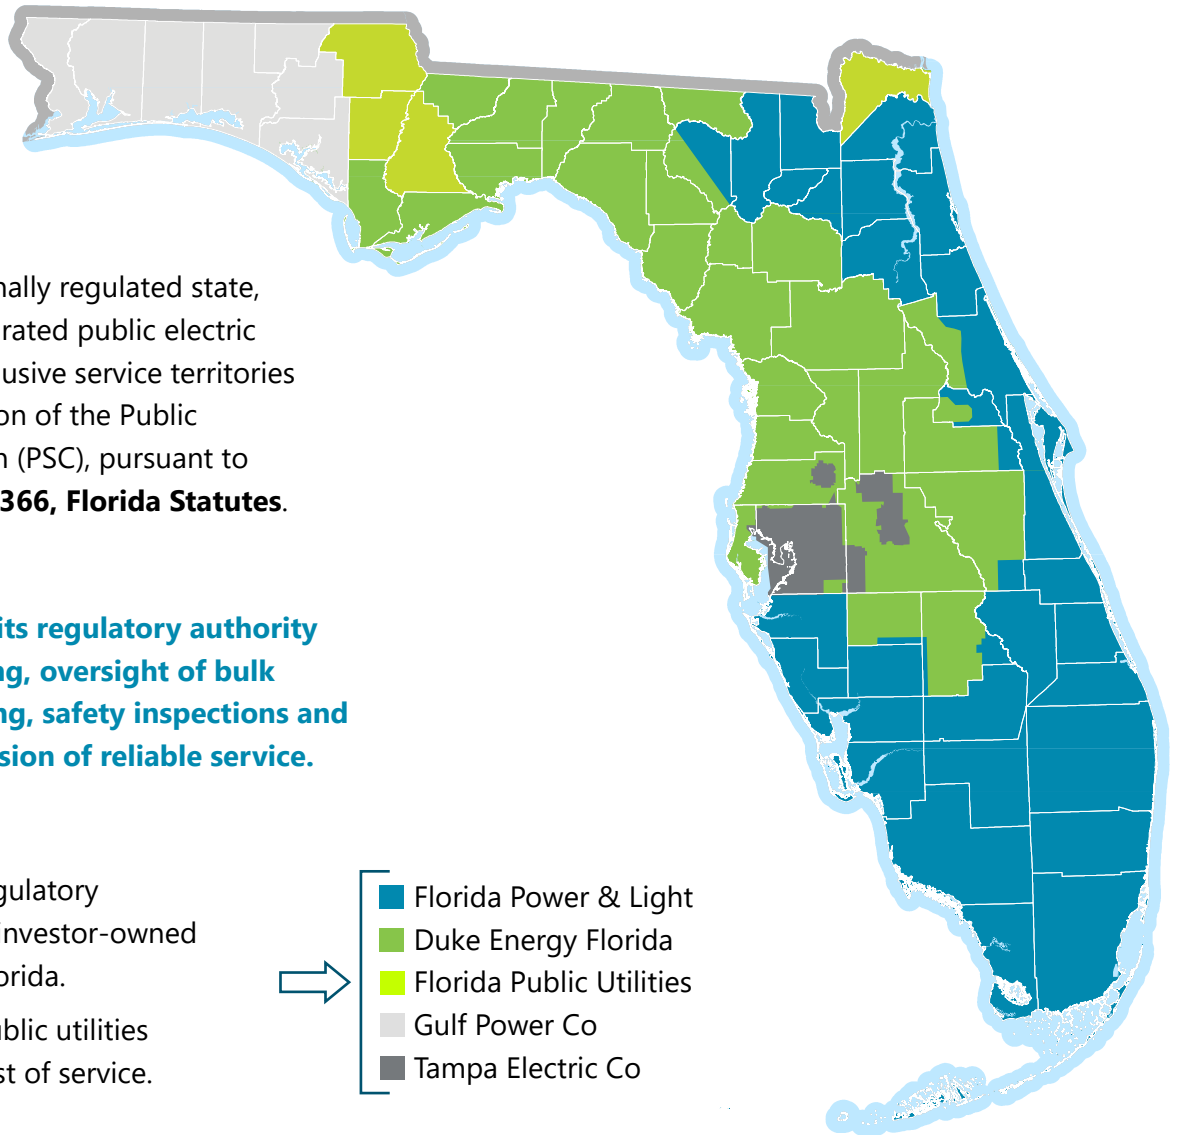 nally regulated state,
rated public electric
usive service territories
on of the Public
n (PSC), pursuant to
366, Florida Statutes.
its regulatory authority
ng, oversight of bulk
ng, safety inspections and
sion of reliable service.
gulatory
investor-owned
orida.
ublic utilities
st of service.
Florida Power & Light
Duke Energy Florida
Florida Public Utilities
Gulf Power Co
Tampa Electric Co